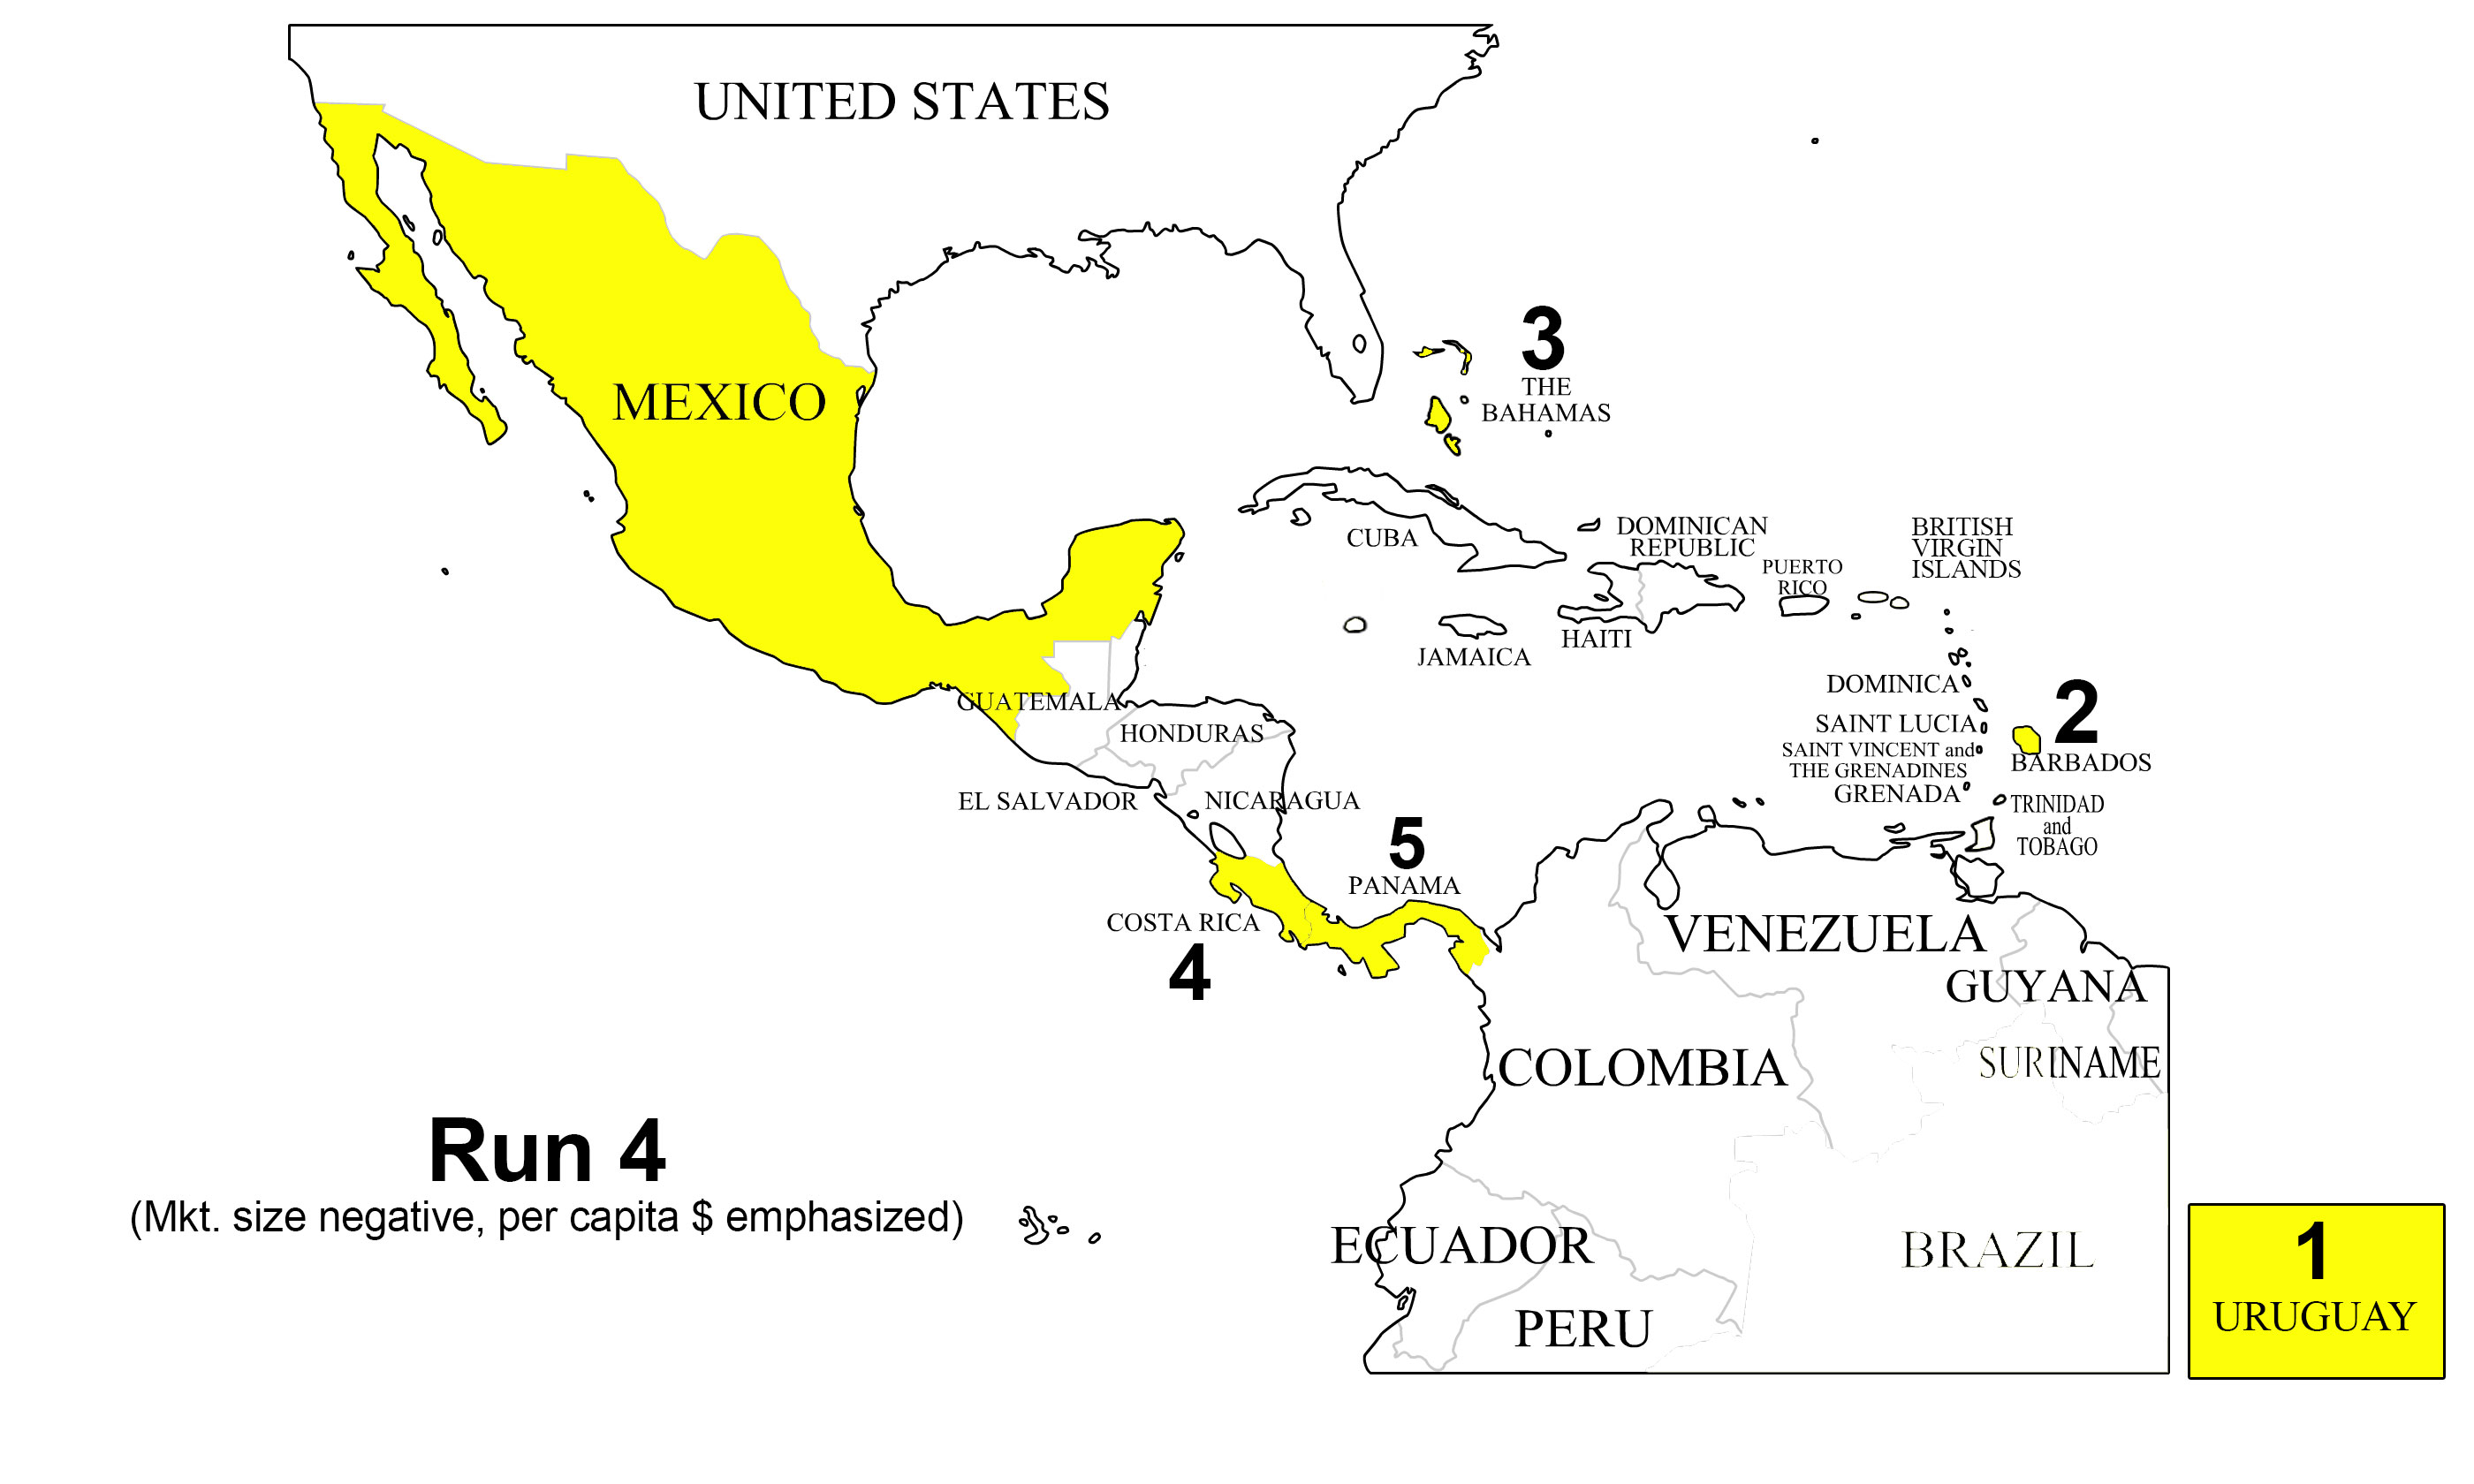 UNITED STATES
MEXICO
3
THE
BAHAMAS
CUBA
DOMINICAN
REPUBLIC
PUERTO
RICO
BRITISH
VIRGIN
ISLANDS
JAMAICA
HAITI
DOMINICA
SAINT LUCIA
SAINT VINCENT and
THE GRENADINES
GRENADA
2
BARBADOS
TRINIDAD
and
TOBAGO
GUATEMALA
HONDURAS
EL SALVADOR
NICARAGUA
5
PANAMA
COSTA RICA
4
VENEZUELA
GUYANA
SURINAME
COLOMBIA
ECUADOR
PERU
BRAZIL
Run 4
(Mkt. size negative, per capita $ emphasized)
1
URUGUAY